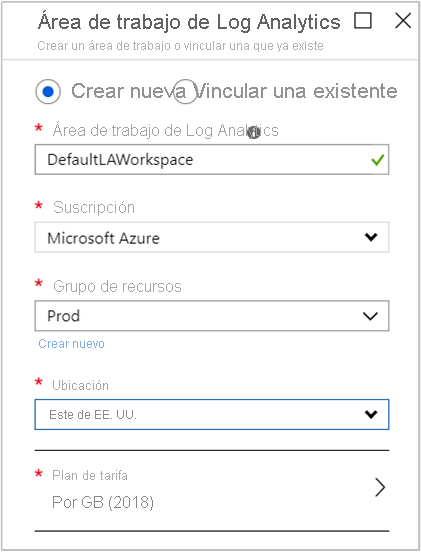 Área de trabajo de Log Analytics
Crear un área de trabajo o vincular una que ya existe
Crear nueva Vincular una existente
* Área de trabajo de Log Analytics
DefaultLAWorkspace
* Suscripción
Microsoft Azure
* Grupo de recursos
Prod
Crear nuevo
* Ubicación
Este de EE. UU.
* Plan de tarifa
Por GB (2018)